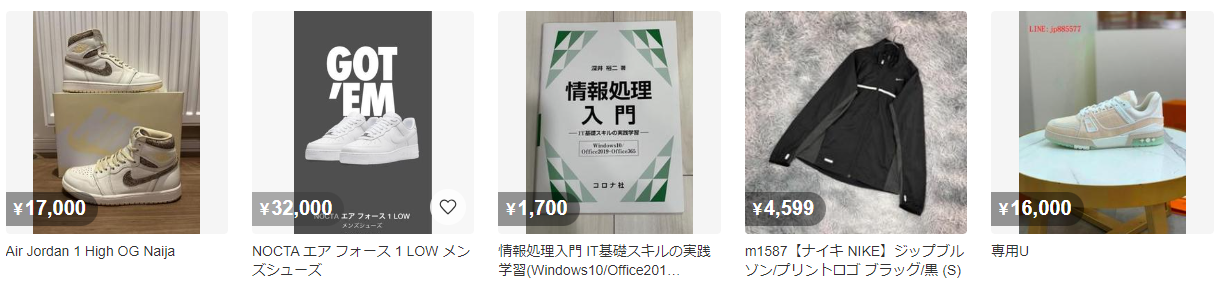 ¥17,000
Air Jordan 1 High OG Naija
GOT
'EM
NOCTA エア フォース 1 LOW
メンズシューズ
¥32,000
NOCTA エア フォース 1 LOW メン
ズシューズ
深井 裕二 著
情報処理
入門
―IT基礎スキルの実践学習―
Windows10/
Office2019・Office365
コロナ社
¥1,700
情報処理入門 IT基礎スキルの実践
学習(Windows10/Office201…
¥4,599
m1587【ナイキ NIKE】ジップブル
ゾン/プリントロゴ ブラッグ/黒 (S)
LINE:jp885577
¥16,000
専用U